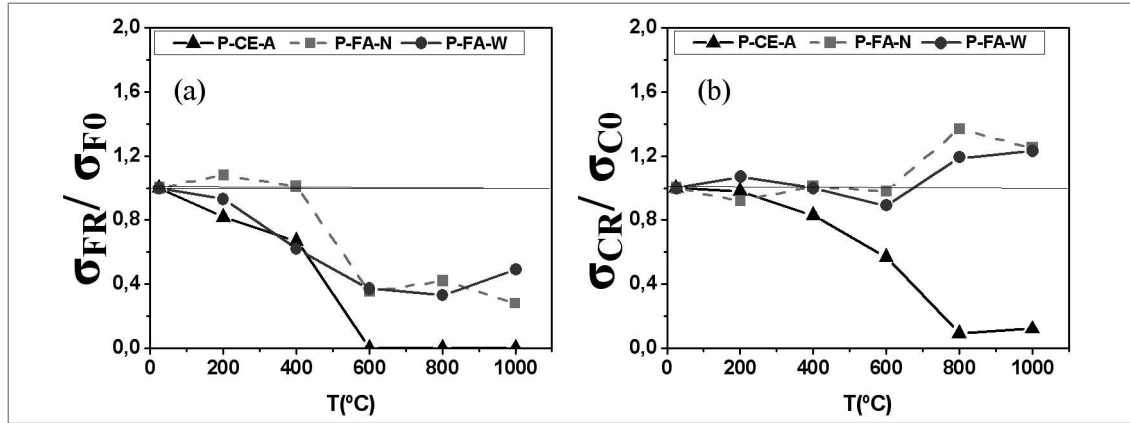 P-CE-A P-FA-N P-FA-W
(a)
σFR/ σF0
2,0
1,6
1,2
0,8
0,4
0,0
0 200 400 600 800 1000
T(ºC)
P-CE-A P-FA-N P-FA-W
(b)
σCR/ σC0
2,0
1,6
1,2
0,8
0,4
0,0
0 200 400 600 800 1000
T(ºC)